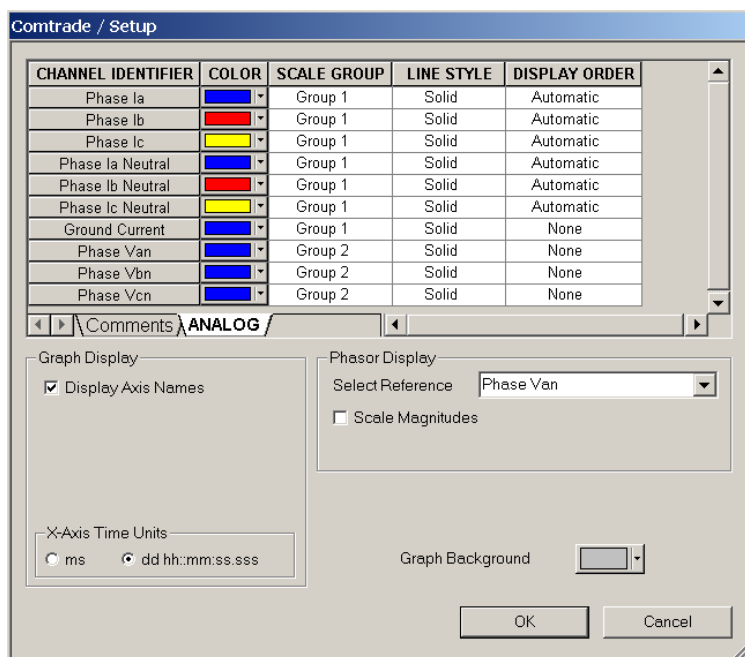 Comtrade / Setup
CHANNEL IDENTIFIER COLOR SCALE GROUP LINE STYLE DISPLAY ORDER
Phase Ia Group 1 Solid Automatic
Phase Ib Group 1 Solid Automatic
Phase Ic Group 1 Solid Automatic
Phase Ia Neutral Group 1 Solid Automatic
Phase Ib Neutral Group 1 Solid Automatic
Phase Ic Neutral Group 1 Solid Automatic
Ground Current Group 1 Solid None
Phase Van Group 2 Solid None
Phase Vbn Group 2 Solid None
Phase Vcn Group 2 Solid None
Comments ANALOG
Graph Display
Display Axis Names
Phasor Display
Select Reference Phase Van
Scale Magnitudes
X-Axis Time Units
ms dd hh::mm:ss.sss
Graph Background
OK Cancel